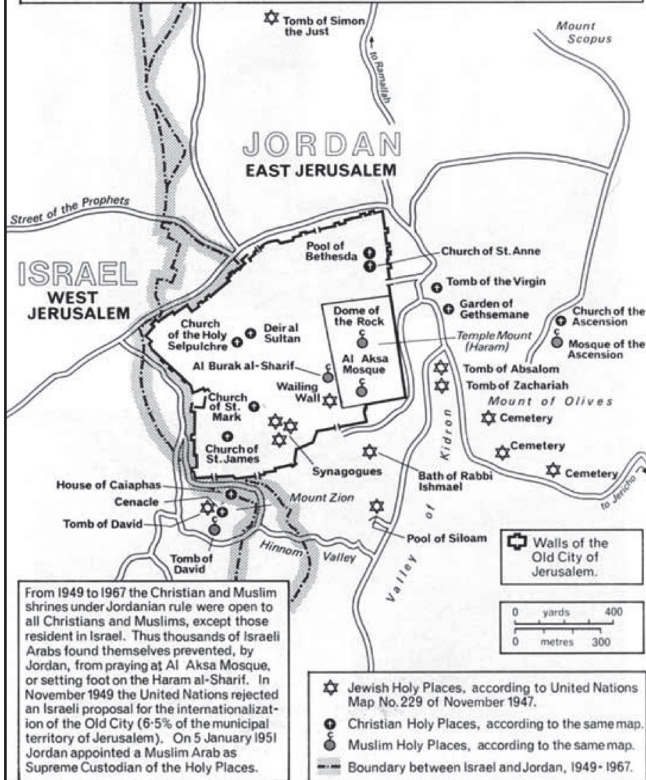 Tomb of Simon
the Just
Mount
Scopus
to Ramallah
JORDAN
EAST JERUSALEM
Street of the Prophets
ISRAEL
WEST
JERUSALEM
Pool of
Bethesda
Church of St. Anne
Tomb of the Virgin
Garden of
Gethsemane
Church of the
Ascension
Mosque of the
Ascension
Church
of the Holy
Selpulchre
Deir al
Sultan
Dome of
the Rock
Temple Mount
(Haram)
Al Burak al-Sharif
Al Aksa
Mosque
Wailing
Wall
Tomb of Absalom
Tomb of Zachariah
Mount of Olives
Church
of St.
Mark
Cemetery
Church of
St. James
Synagogues
Cemetery
Bath of Rabbi
Ishmael
Cemetery
to Jericho
House of Caiaphas
Cenacle
Mount Zion
Tomb of David
Tomb of
David
Hinnom Valley
Pool of Siloam
Valley of Kidron
Walls of the
Old City of
Jerusalem.
0 yards 400
0 metres 300
From 1949 to 1967 the Christian and Muslim
shrines under Jordanian rule were open to
all Christians and Muslims, except those
resident in Israel. Thus thousands of Israeli
Arabs found themselves prevented, by
Jordan, from praying at Al Aksa Mosque,
or setting foot on the Haram al-Sharif. In
November 1949 the United Nations rejected
an Israeli proposal for the internationalizat-
ion of the Old City (6·5% of the municipal
territory of Jerusalem). On 5 January 1951
Jordan appointed a Muslim Arab as
Supreme Custodian of the Holy Places.
Jewish Holy Places, according to United Nations
Map No. 229 of November 1947.
Christian Holy Places, according to the same map.
Muslim Holy Places, according to the same map.
Boundary between Israel and Jordan, 1949-1967.